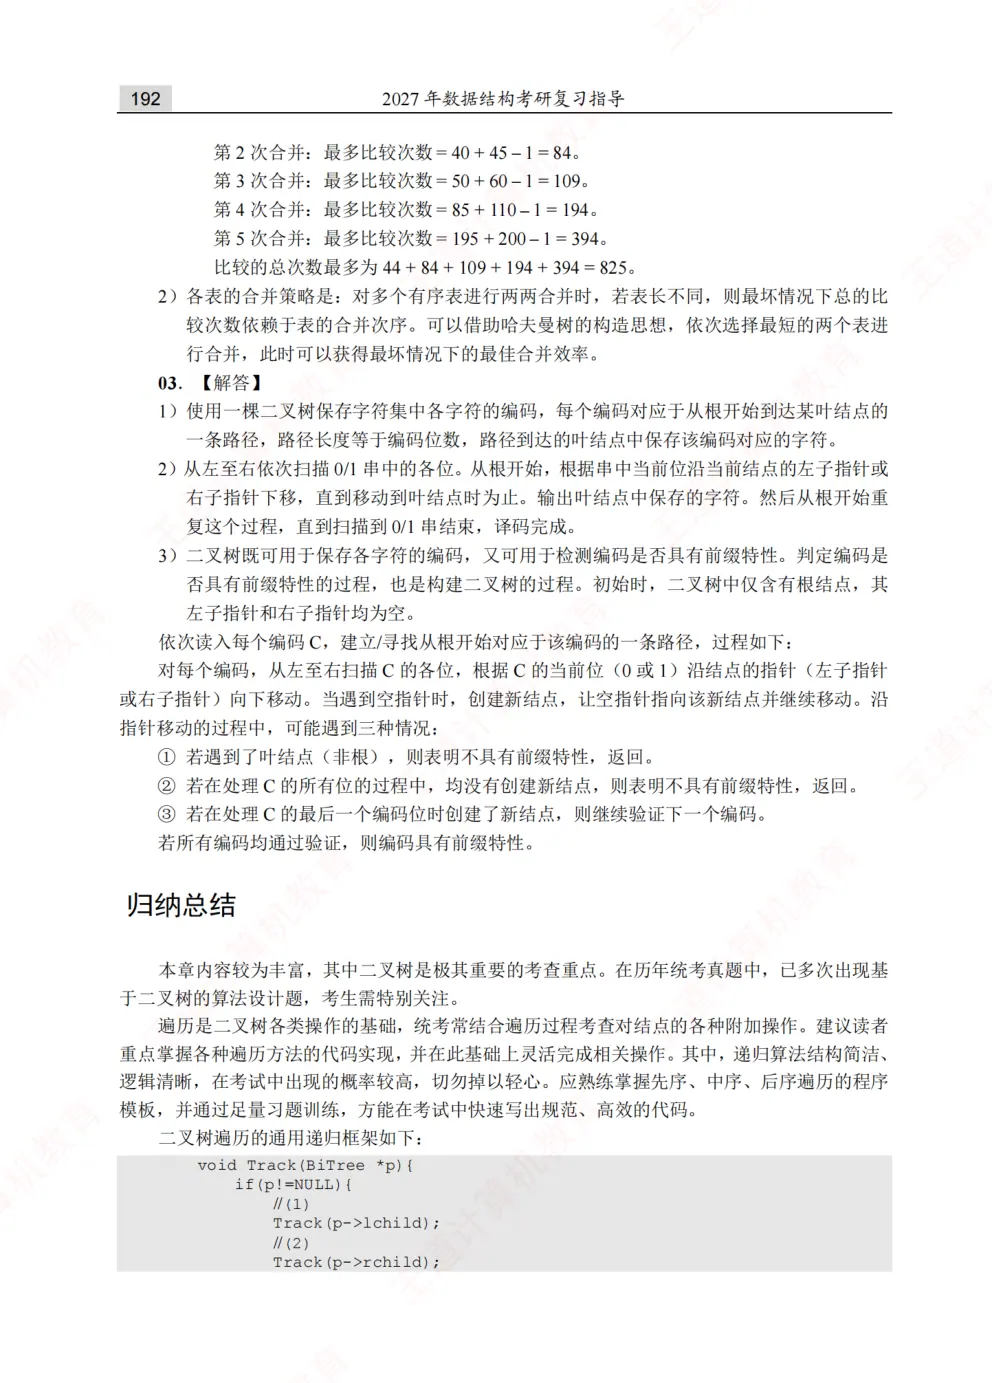 192
2027 年数据结构考研复习指导
第 2 次合并：最多比较次数 = 40 + 45 – 1 = 84。
第 3 次合并：最多比较次数 = 50 + 60 – 1 = 109。
第 4 次合并：最多比较次数 = 85 + 110 – 1 = 194。
第 5 次合并：最多比较次数 = 195 + 200 – 1 = 394。
比较的总次数最多为 44 + 84 + 109 + 194 + 394 = 825。
2）各表的合并策略是：对多个有序表进行两两合并时，若表长不同，则最坏情况下总的比
较次数依赖于表的合并次序。可以借助哈夫曼树的构造思想，依次选择最短的两个表进
行合并，此时可以获得最坏情况下的最佳合并效率。
03．【解答】
1）使用一棵二叉树保存字符集中各字符的编码，每个编码对应于从根开始到达某叶结点的
一条路径，路径长度等于编码位数，路径到达的叶结点中保存该编码对应的字符。
2）从左至右依次扫描 0/1 串中的各位。从根开始，根据串中当前位沿当前结点的左子指针或
右子指针下移，直到移动到叶结点时为止。输出叶结点中保存的字符。然后从根开始重
复这个过程，直到扫描到 0/1 串结束，译码完成。
3）二叉树既可用于保存各字符的编码，又可用于检测编码是否具有前缀特性。判定编码是
否具有前缀特性的过程，也是构建二叉树的过程。初始时，二叉树中仅含有根结点，其
左子指针和右子指针均为空。
依次读入每个编码 C，建立/寻找从根开始对应于该编码的一条路径，过程如下：
对每个编码，从左至右扫描 C 的各位，根据 C 的当前位（0 或 1）沿结点的指针（左子指针
或右子指针）向下移动。当遇到空指针时，创建新结点，让空指针指向该新结点并继续移动。沿
指针移动的过程中，可能遇到三种情况：
① 若遇到了叶结点（非根），则表明不具有前缀特性，返回。
② 若在处理 C 的所有位的过程中，均没有创建新结点，则表明不具有前缀特性，返回。
③ 若在处理 C 的最后一个编码位时创建了新结点，则继续验证下一个编码。
若所有编码均通过验证，则编码具有前缀特性。
归纳总结
本章内容较为丰富，其中二叉树是极其重要的考查重点。在历年统考真题中，已多次出现基
于二叉树的算法设计题，考生需特别关注。
遍历是二叉树各类操作的基础，统考常结合遍历过程考查对结点的各种附加操作。建议读者
重点掌握各种遍历方法的代码实现，并在此基础上灵活完成相关操作。其中，递归算法结构简洁、
逻辑清晰，在考试中出现的概率较高，切勿掉以轻心。应熟练掌握先序、中序、后序遍历的程序
模板，并通过足量习题训练，方能在考试中快速写出规范、高效的代码。
二叉树遍历的通用递归框架如下：
void Track(BiTree *p){
if(p!=NULL){
//(1)
Track(p->lchild);
//(2)
Track(p->rchild);